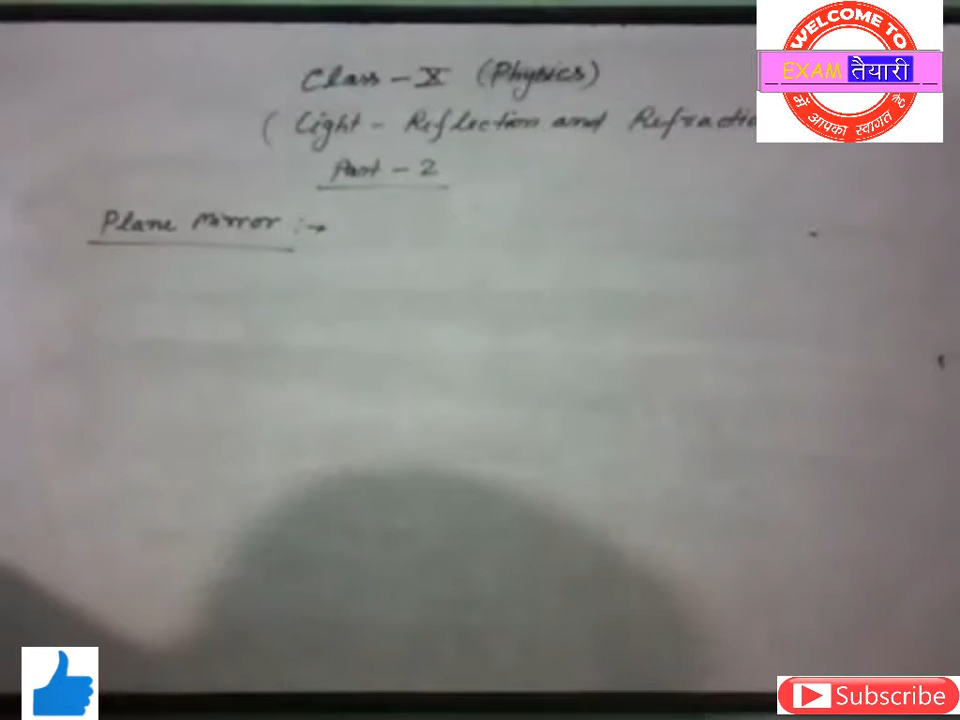 WELCOME TO
EXAM तैयारी
में आपका स्वागत है
Class - X (Physics)
( Light - Reflection and Refractio
Part - 2
Plane Mirror :→
Subscribe